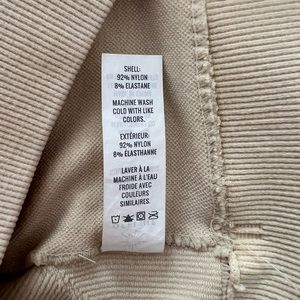 SHELL:
92% NYLON
8% ELASTANE
MACHINE WASH
COLD WITH LIKE
COLORS.
EXTÉRIEUR:
92% NYLON
8% ÉLASTHANNE
LAVER À LA
MACHINE À L'EAU
FROIDE AVEC
COULEURS
SIMILAIRES.